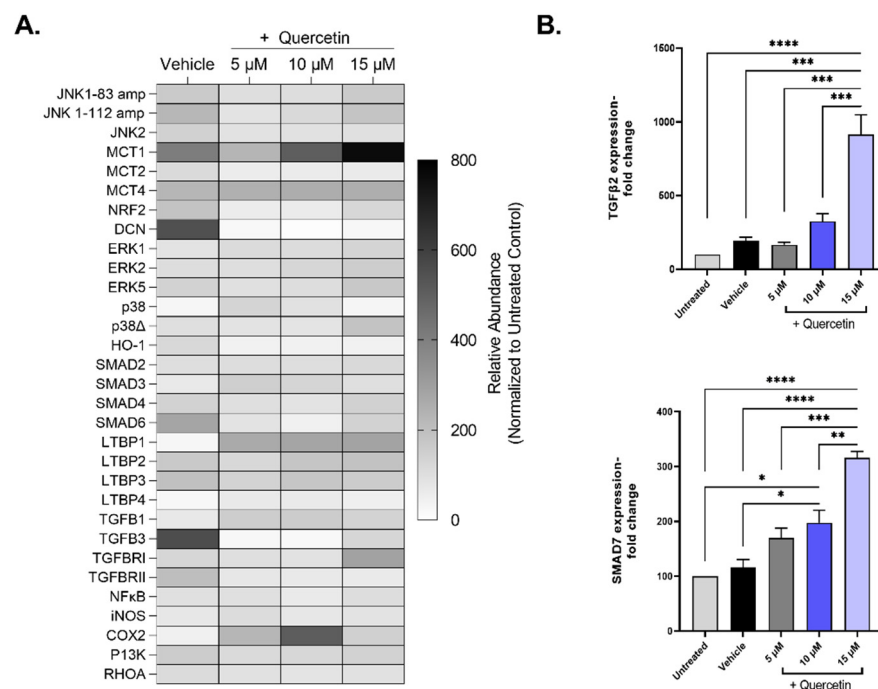 A.
+ Quercetin
Vehicle 5 µM 10 µM 15 µM
JNK1-83 amp
JNK 1-112 amp
JNK2
MCT1
MCT2
MCT4
NRF2
DCN
ERK1
ERK2
ERK5
p38
p38Δ
HO-1
SMAD2
SMAD3
SMAD4
SMAD6
LTBP1
LTBP2
LTBP3
LTBP4
TGFB1
TGFB3
TGFBRI
TGFBRII
NFκB
iNOS
COX2
P13K
RHOA
800
600
400
200
0
Relative Abundance
(Normalized to Untreated Control)
B.
TGFβ2 expression-
fold change
1500
1000
500
0
****
***
***
***
Untreated
Vehicle
5 µM
10 µM
15 µM
+ Quercetin
SMAD7 expression-
fold change
400
300
200
100
0
****
****
***
**
*
*
Untreated
Vehicle
5 µM
10 µM
15 µM
+ Quercetin